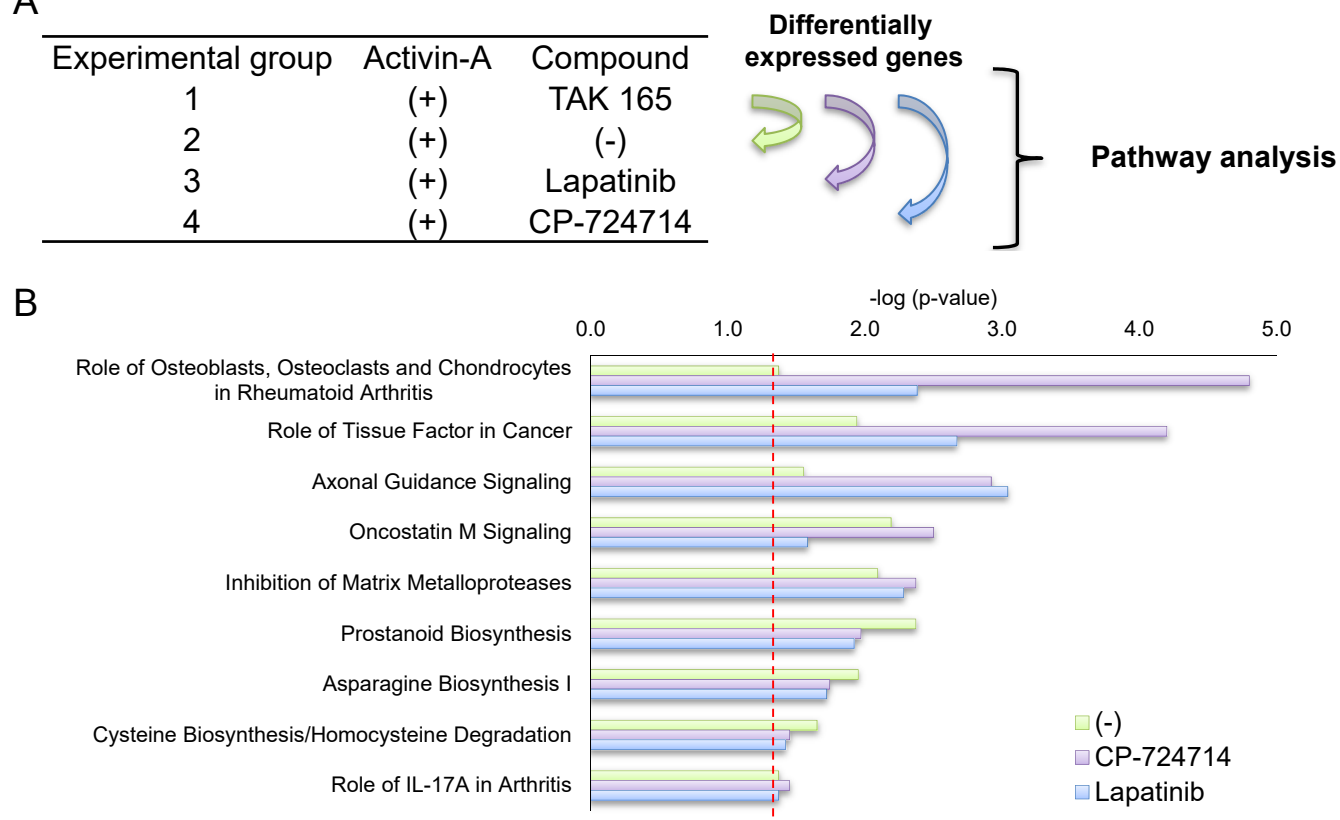 A
Differentially
expressed genes
Experimental group Activin-A Compound
1 (+) TAK 165
2 (+) (-)
3 (+) Lapatinib
4 (+) CP-724714
Pathway analysis
B
-log (p-value)
0.0 1.0 2.0 3.0 4.0 5.0
Role of Osteoblasts, Osteoclasts and Chondrocytes
in Rheumatoid Arthritis
Role of Tissue Factor in Cancer
Axonal Guidance Signaling
Oncostatin M Signaling
Inhibition of Matrix Metalloproteases
Prostanoid Biosynthesis
Asparagine Biosynthesis I
Cysteine Biosynthesis/Homocysteine Degradation
Role of IL-17A in Arthritis
(-)
CP-724714
Lapatinib